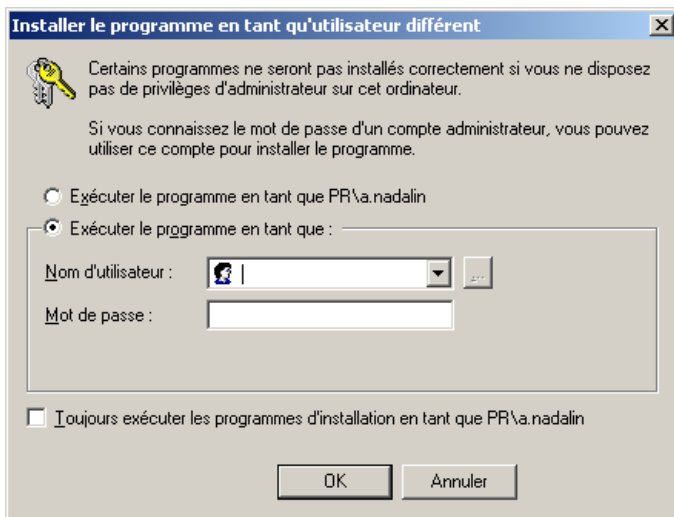 Installer le programme en tant qu'utilisateur différent
Certains programmes ne seront pas installés correctement si vous ne disposez
pas de privilèges d'administrateur sur cet ordinateur.
Si vous connaissez le mot de passe d'un compte administrateur, vous pouvez
utiliser ce compte pour installer le programme.
Exécuter le programme en tant que PR\a.nadalin
Exécuter le programme en tant que :
Nom d'utilisateur :
...
Mot de passe :
Toujours exécuter les programmes d'installation en tant que PR\a.nadalin
OK
Annuler